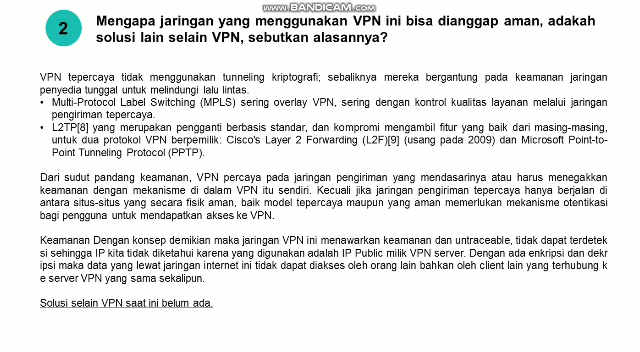 www.BANDICAM.com
2
Mengapa jaringan yang menggunakan VPN ini bisa dianggap aman, adakah
solusi lain selain VPN, sebutkan alasannya?
VPN tepercaya tidak menggunakan tunneling kriptografi; sebaliknya mereka bergantung pada keamanan jaringan
penyedia tunggal untuk melindungi lalu lintas.
• Multi-Protocol Label Switching (MPLS) sering overlay VPN, sering dengan kontrol kualitas layanan melalui jaringan
pengiriman tepercaya.
• L2TP[8] yang merupakan pengganti berbasis standar, dan kompromi mengambil fitur yang baik dari masing-masing,
untuk dua protokol VPN berpemilik: Cisco's Layer 2 Forwarding (L2F)[9] (usang pada 2009) dan Microsoft Point-to-
Point Tunneling Protocol (PPTP).
Dari sudut pandang keamanan, VPN percaya pada jaringan pengiriman yang mendasarinya atau harus menegakkan
keamanan dengan mekanisme di dalam VPN itu sendiri. Kecuali jika jaringan pengiriman tepercaya hanya berjalan di
antara situs-situs yang secara fisik aman, baik model tepercaya maupun yang aman memerlukan mekanisme otentikasi
bagi pengguna untuk mendapatkan akses ke VPN.
Keamanan Dengan konsep demikian maka jaringan VPN ini menawarkan keamanan dan untraceable, tidak dapat terdetek
si sehingga IP kita tidak diketahui karena yang digunakan adalah IP Public milik VPN server. Dengan ada enkripsi dan dekr
ipsi maka data yang lewat jaringan internet ini tidak dapat diakses oleh orang lain bahkan oleh client lain yang terhubung k
e server VPN yang sama sekalipun.
Solusi selain VPN saat ini belum ada.